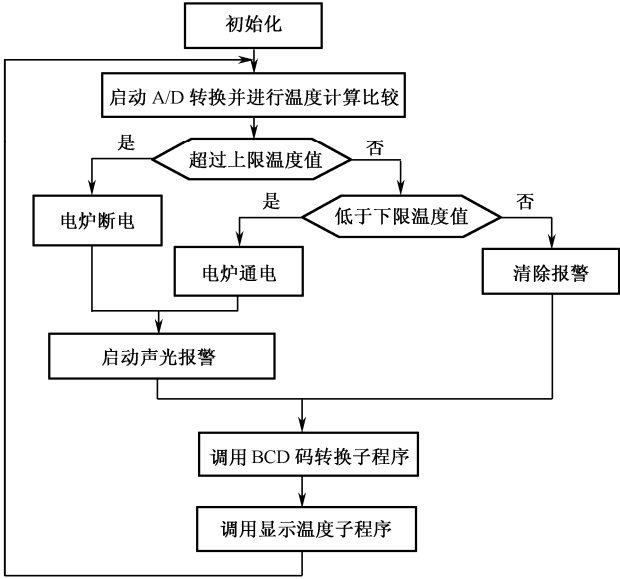 初始化
启动 A/D 转换并进行温度计算比较
是
超过上限温度值
否
电炉断电
是
低于下限温度值
否
电炉通电
清除报警
启动声光报警
调用 BCD 码转换子程序
调用显示温度子程序